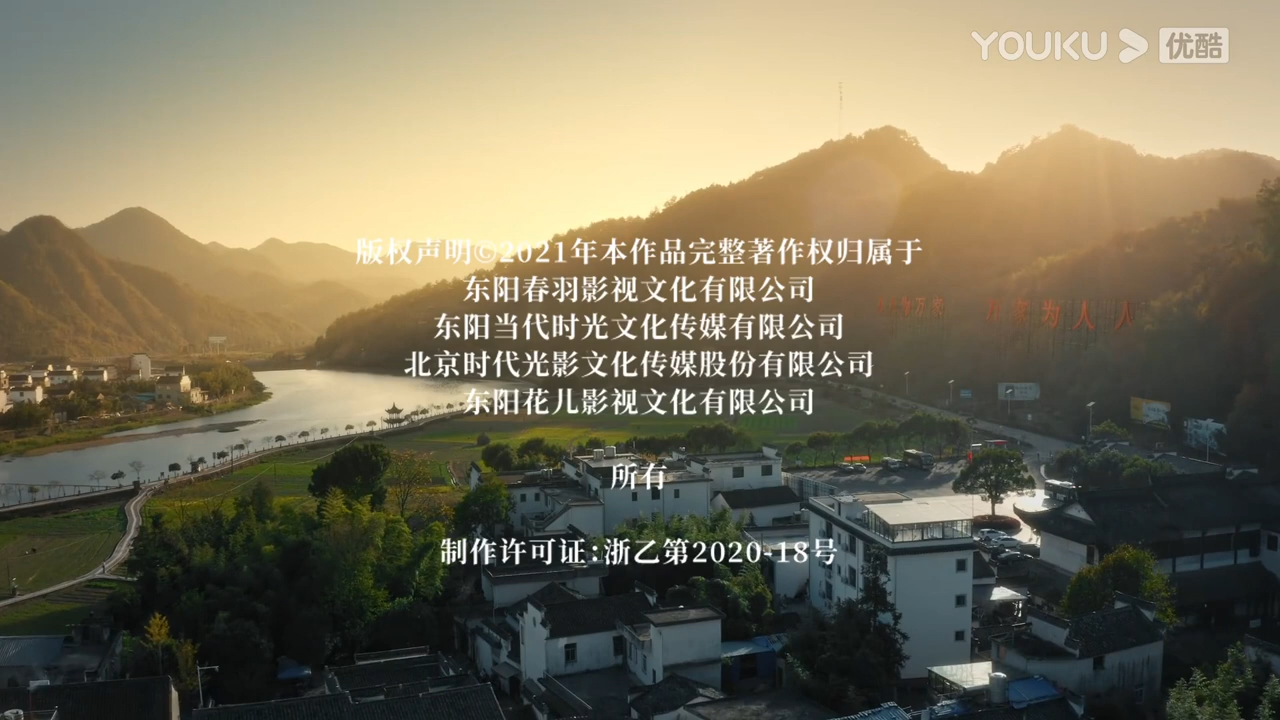 YOUKU 优酷
版权声明©2021年本作品完整著作权归属于
东阳春羽影视文化有限公司
东阳当代时光文化传媒有限公司
北京时代光影文化传媒股份有限公司
东阳花儿影视文化有限公司
所有
制作许可证:浙乙第2020-18号